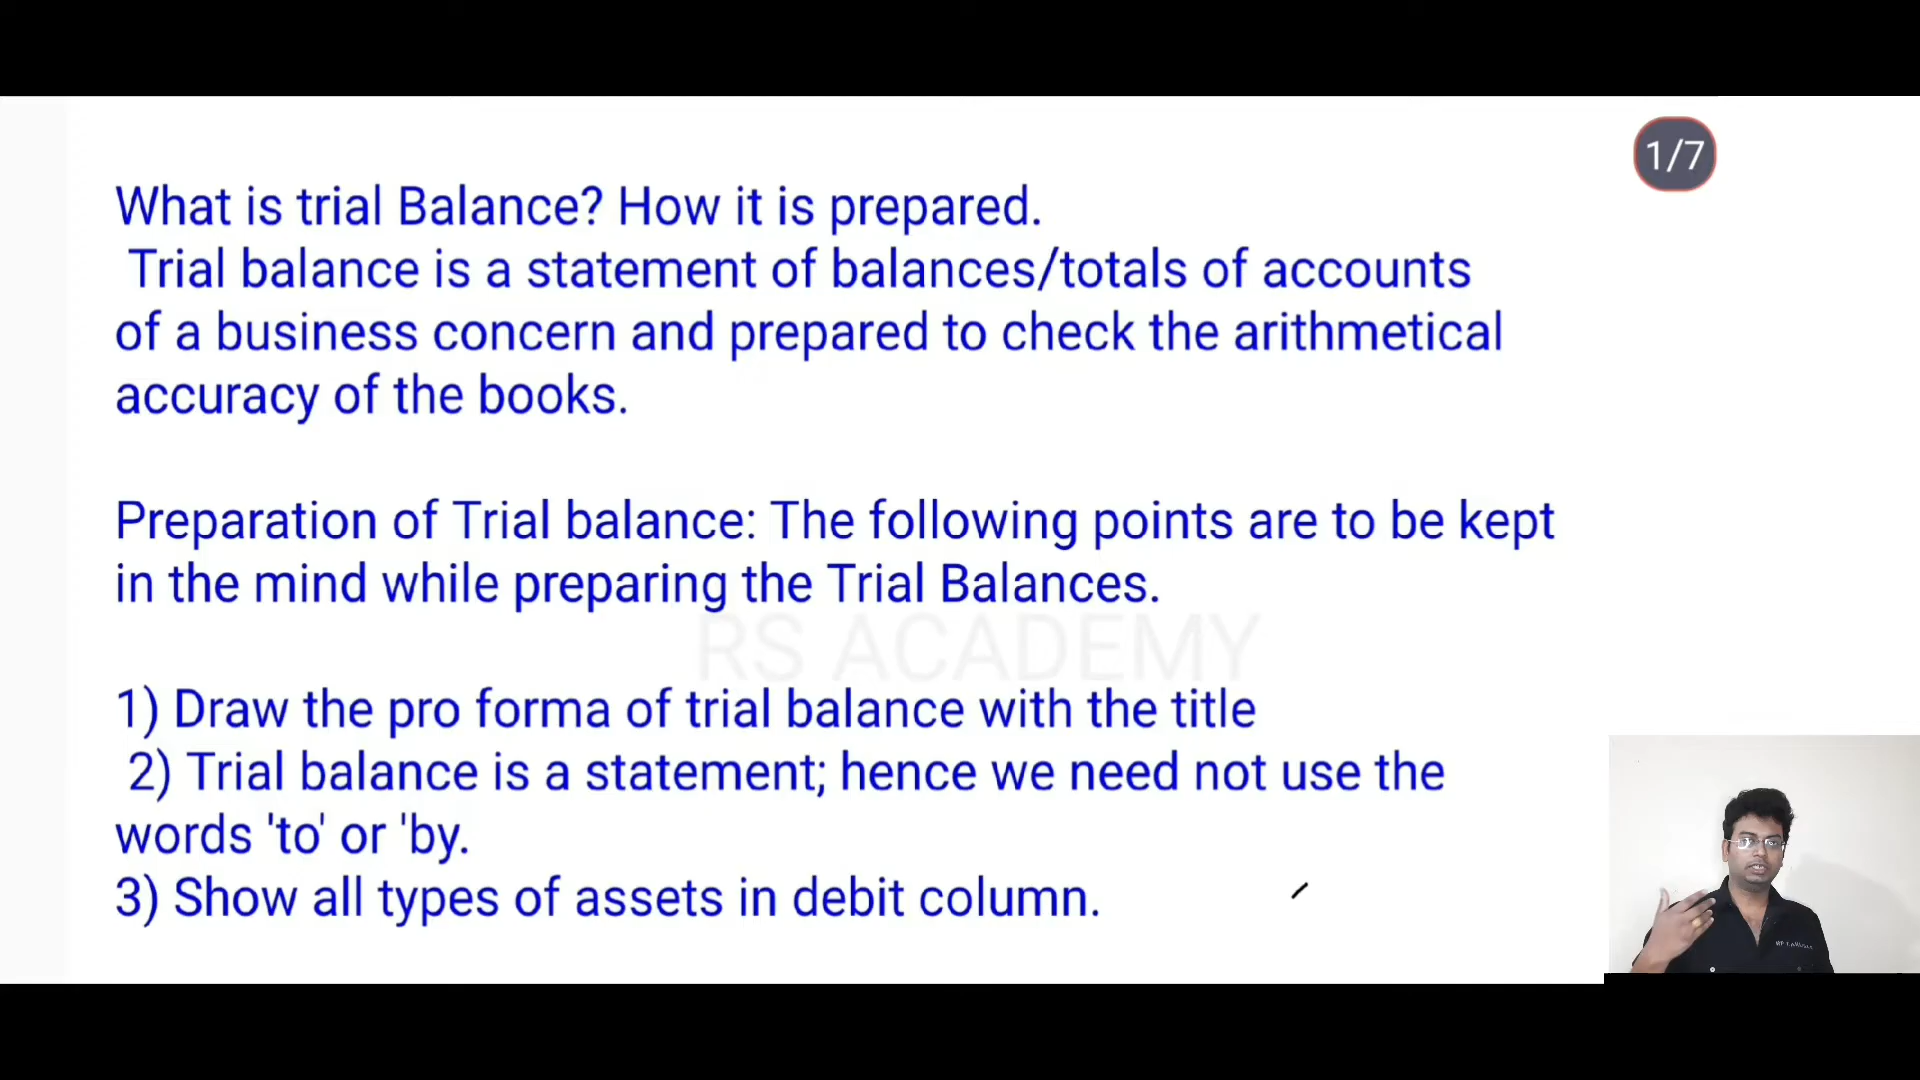 1/7
What is trial Balance? How it is prepared.
Trial balance is a statement of balances/totals of accounts
of a business concern and prepared to check the arithmetical
accuracy of the books.
Preparation of Trial balance: The following points are to be kept
in the mind while preparing the Trial Balances.
RS ACADEMY
1) Draw the pro forma of trial balance with the title
2) Trial balance is a statement; hence we need not use the
words 'to' or 'by.
3) Show all types of assets in debit column.